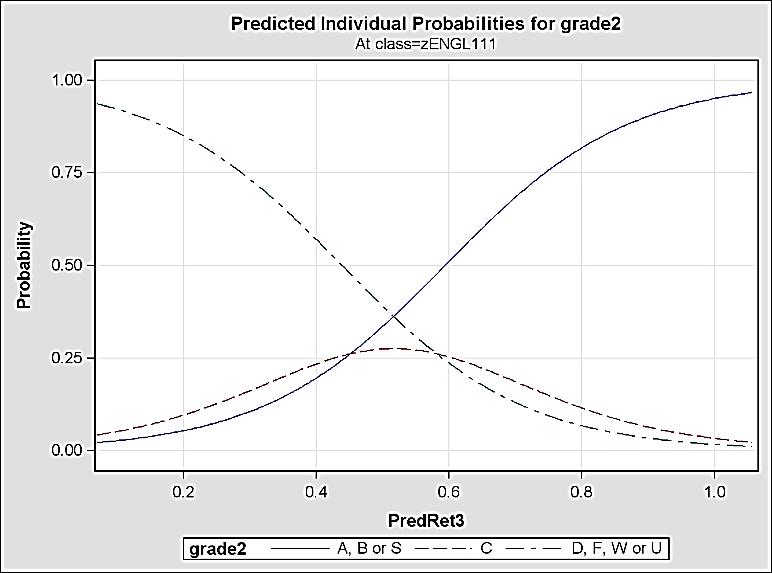 Predicted Individual Probabilities for grade2
At class=zENGL111
1.00
0.75
0.50
0.25
0.00
Probability
0.2 0.4 0.6 0.8 1.0
PredRet3
grade2 A, B or S C D, F, W or U